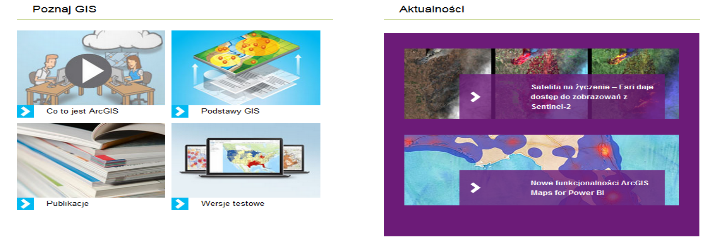 Poznaj GIS
Co to jest ArcGIS
Podstawy GIS
Publikacje
Wersje testowe
Aktualności
Satelita na życzenie – Esri daje
dostęp do zobrazowań z
Sentinel-2
Nowe funkcjonalności ArcGIS
Maps for Power BI